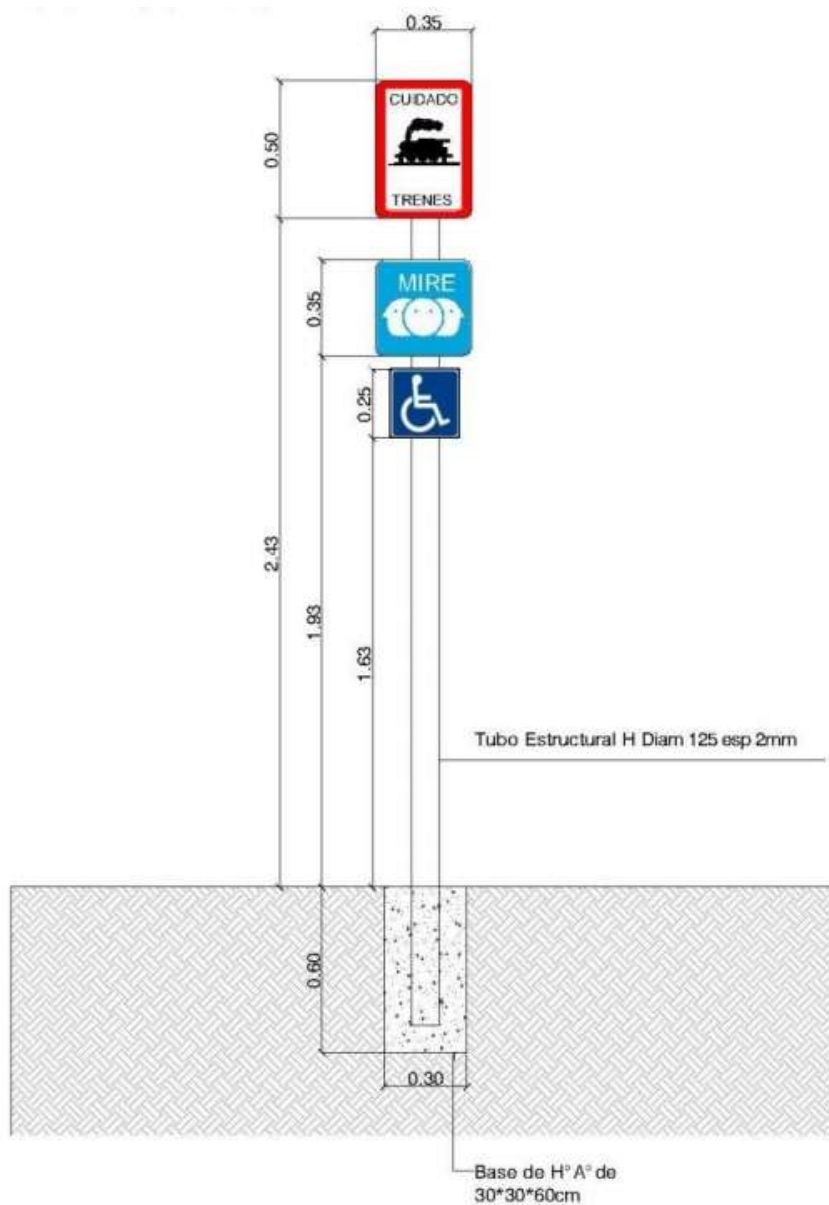 0.35
CUIDADO
TRENES
0.50
MIRE
0.35
0.25
2.43
1.93
1.63
Tubo Estructural H Diam 125 esp 2mm
0.60
0.30
Base de H° A° de
30*30*60cm